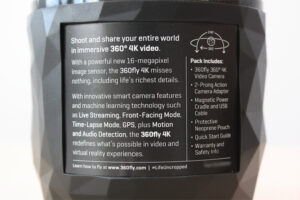 Shoot and share your entire world
in immersive 360° 4K video.
With a powerful new 16-megapixel
image sensor, the 360fly 4K misses
nothing, including life's richest details.
With innovative smart camera features
and machine learning technology such
as Live Streaming, Front-Facing Mode,
Time-Lapse Mode, GPS, plus Motion
and Audio Detection, the 360fly 4K
redefines what's possible in video and
virtual reality experiences.
Pack Includes:
• 360fly 360° 4K
Video Camera
• 2-Prong Action
Camera Adapter
• Magnetic Power
Cradle and USB
Cable
• Protective
Neoprene Pouch
• Quick Start Guide
• Warranty and
Safety Info
Learn how to fly at www.360fly.com | #LifeIncropped